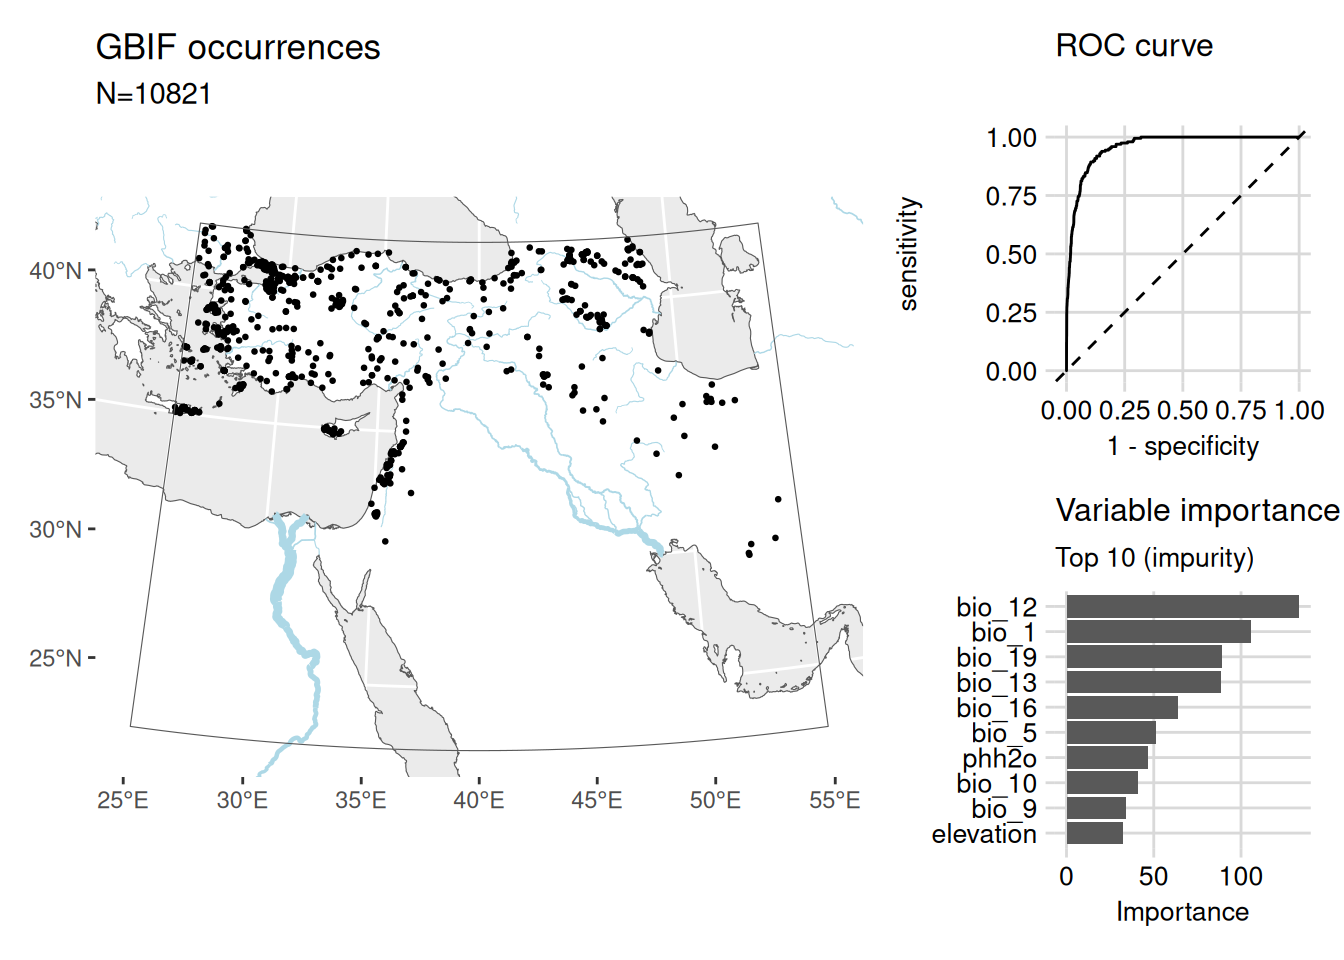 GBIF occurrences
N=10821
40°N
35°N
30°N
25°N
25°E
30°E
35°E
40°E
45°E
50°E
55°E
ROC curve
sensitivity
1.00
0.75
0.50
0.25
0.00
0.00 0.25 0.50 0.75 1.00
1 - specificity
Variable importance
Top 10 (impurity)
bio_12
bio_1
bio_19
bio_13
bio_16
bio_5
phh2o
bio_10
bio_9
elevation
0
50
100
Importance